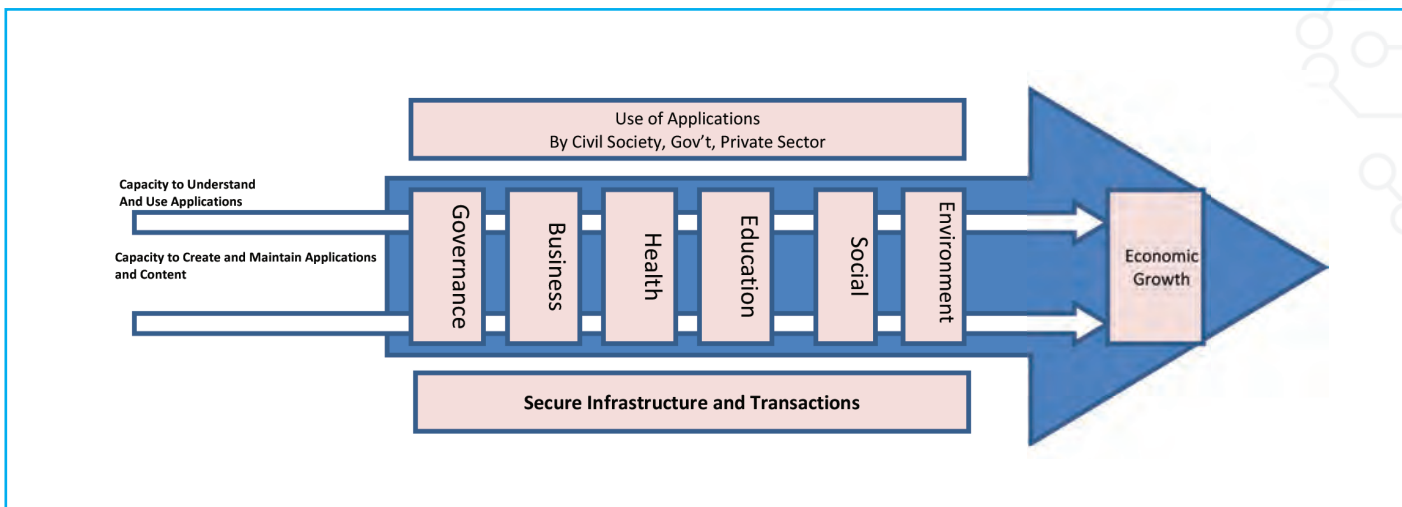 Use of Applications
By Civil Society, Gov’t, Private Sector
Capacity to Understand
And Use Applications
Capacity to Create and Maintain Applications
and Content
Governance
Business
Health
Education
Social
Environment
Economic
Growth
Secure Infrastructure and Transactions